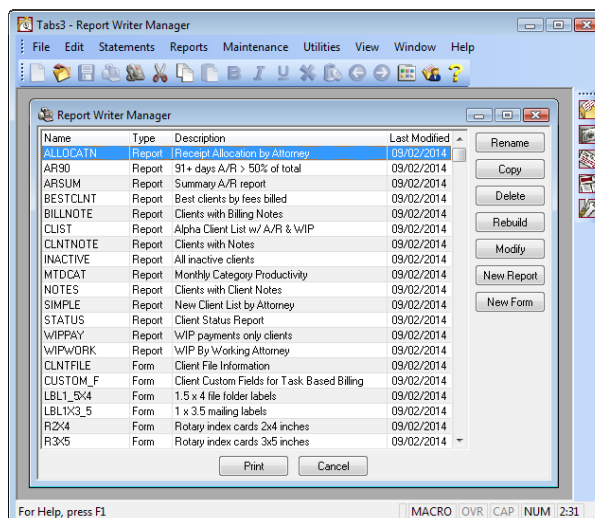 Tabs3 - Report Writer Manager
File Edit Statements Reports Maintenance Utilities View Window Help
B I U ?
Report Writer Manager
Name Type Description Last Modified
ALLOCATN Report Receipt Allocation by Attorney 09/02/2014
AR90 Report 91+ days A/R > 50% of total 09/02/2014
ARSUM Report Summary A/R report 09/02/2014
BESTCLNT Report Best clients by fees billed 09/02/2014
BILLNOTE Report Clients with Billing Notes 09/02/2014
CLIST Report Alpha Client List w/ A/R & WIP 09/02/2014
CLNTNOTE Report Clients with Notes 09/02/2014
INACTIVE Report All inactive clients 09/02/2014
MTDCAT Report Monthly Category Productivity 09/02/2014
NOTES Report Clients with Client Notes 09/02/2014
SIMPLE Report New Client List by Attorney 09/02/2014
STATUS Report Client Status Report 09/02/2014
WIPPAY Report WIP payments only clients 09/02/2014
WIPWORK Report WIP By Working Attorney 09/02/2014
CLNTFILE Form Client File Information 09/02/2014
CUSTOM_F Form Client Custom Fields for Task Based Billing 09/02/2014
LBL1_5X4 Form 1.5 x 4 file folder labels 09/02/2014
LBL1X3_5 Form 1 x 3.5 mailing labels 09/02/2014
R2X4 Form Rotary index cards 2x4 inches 09/02/2014
R3X5 Form Rotary index cards 3x5 inches 09/02/2014
Rename
Copy
Delete
Rebuild
Modify
New Report
New Form
Print Cancel
For Help, press F1 MACRO OVR CAP NUM 2:31